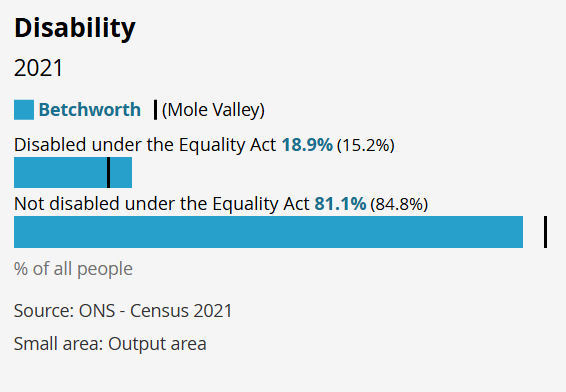 Disability
2021
Betchworth (Mole Valley)
Disabled under the Equality Act 18.9% (15.2%)
Not disabled under the Equality Act 81.1% (84.8%)
% of all people
Source: ONS - Census 2021
Small area: Output area